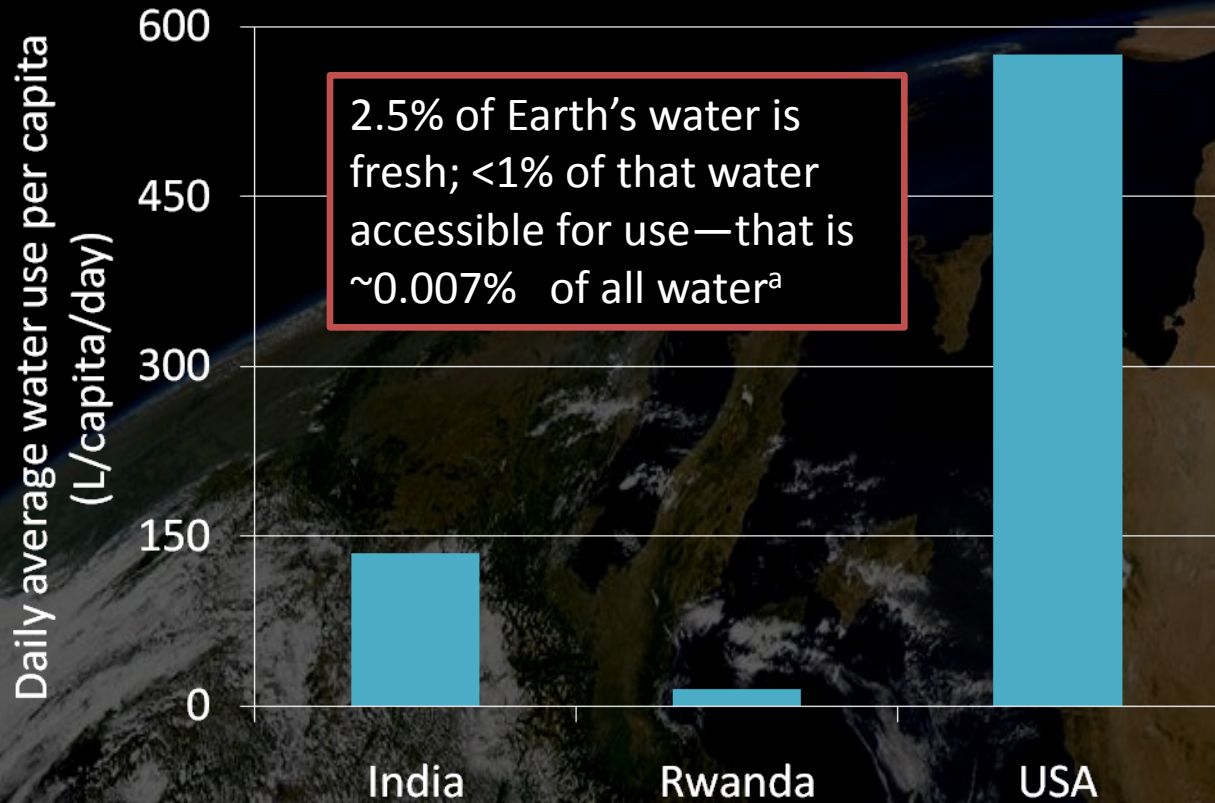 Daily average water use per capita
(L/capita/day)
600
450
300
150
0
2.5% of Earth’s water is
fresh; <1% of that water
accessible for use—that is
~0.007%   of all waterᵃ
India
Rwanda
USA